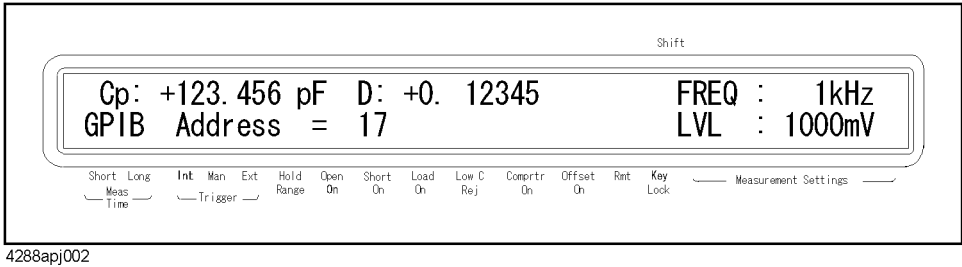 Shift
Cp: +123.456 pF D: +0. 12345 FREQ : 1kHz
GPIB Address = 17 LVL : 1000mV
Short Long Int Man Ext Hold Open Short Load Low C Comprtr Offset Rmt Key Measurement Settings
Meas Trigger Range On On On Rej On On Lock
Time
4288apj002